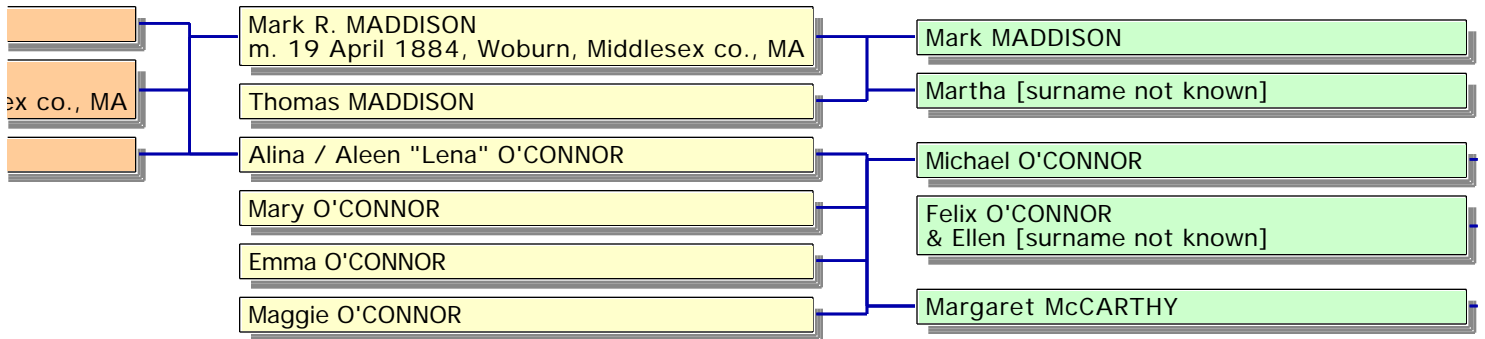 ex co., MA
Mark R. MADDISON
m. 19 April 1884, Woburn, Middlesex co., MA
Thomas MADDISON
Alina / Aleen "Lena" O'CONNOR
Mary O'CONNOR
Emma O'CONNOR
Maggie O'CONNOR
Mark MADDISON
Martha [surname not known]
Michael O'CONNOR
Felix O'CONNOR
& Ellen [surname not known]
Margaret McCARTHY